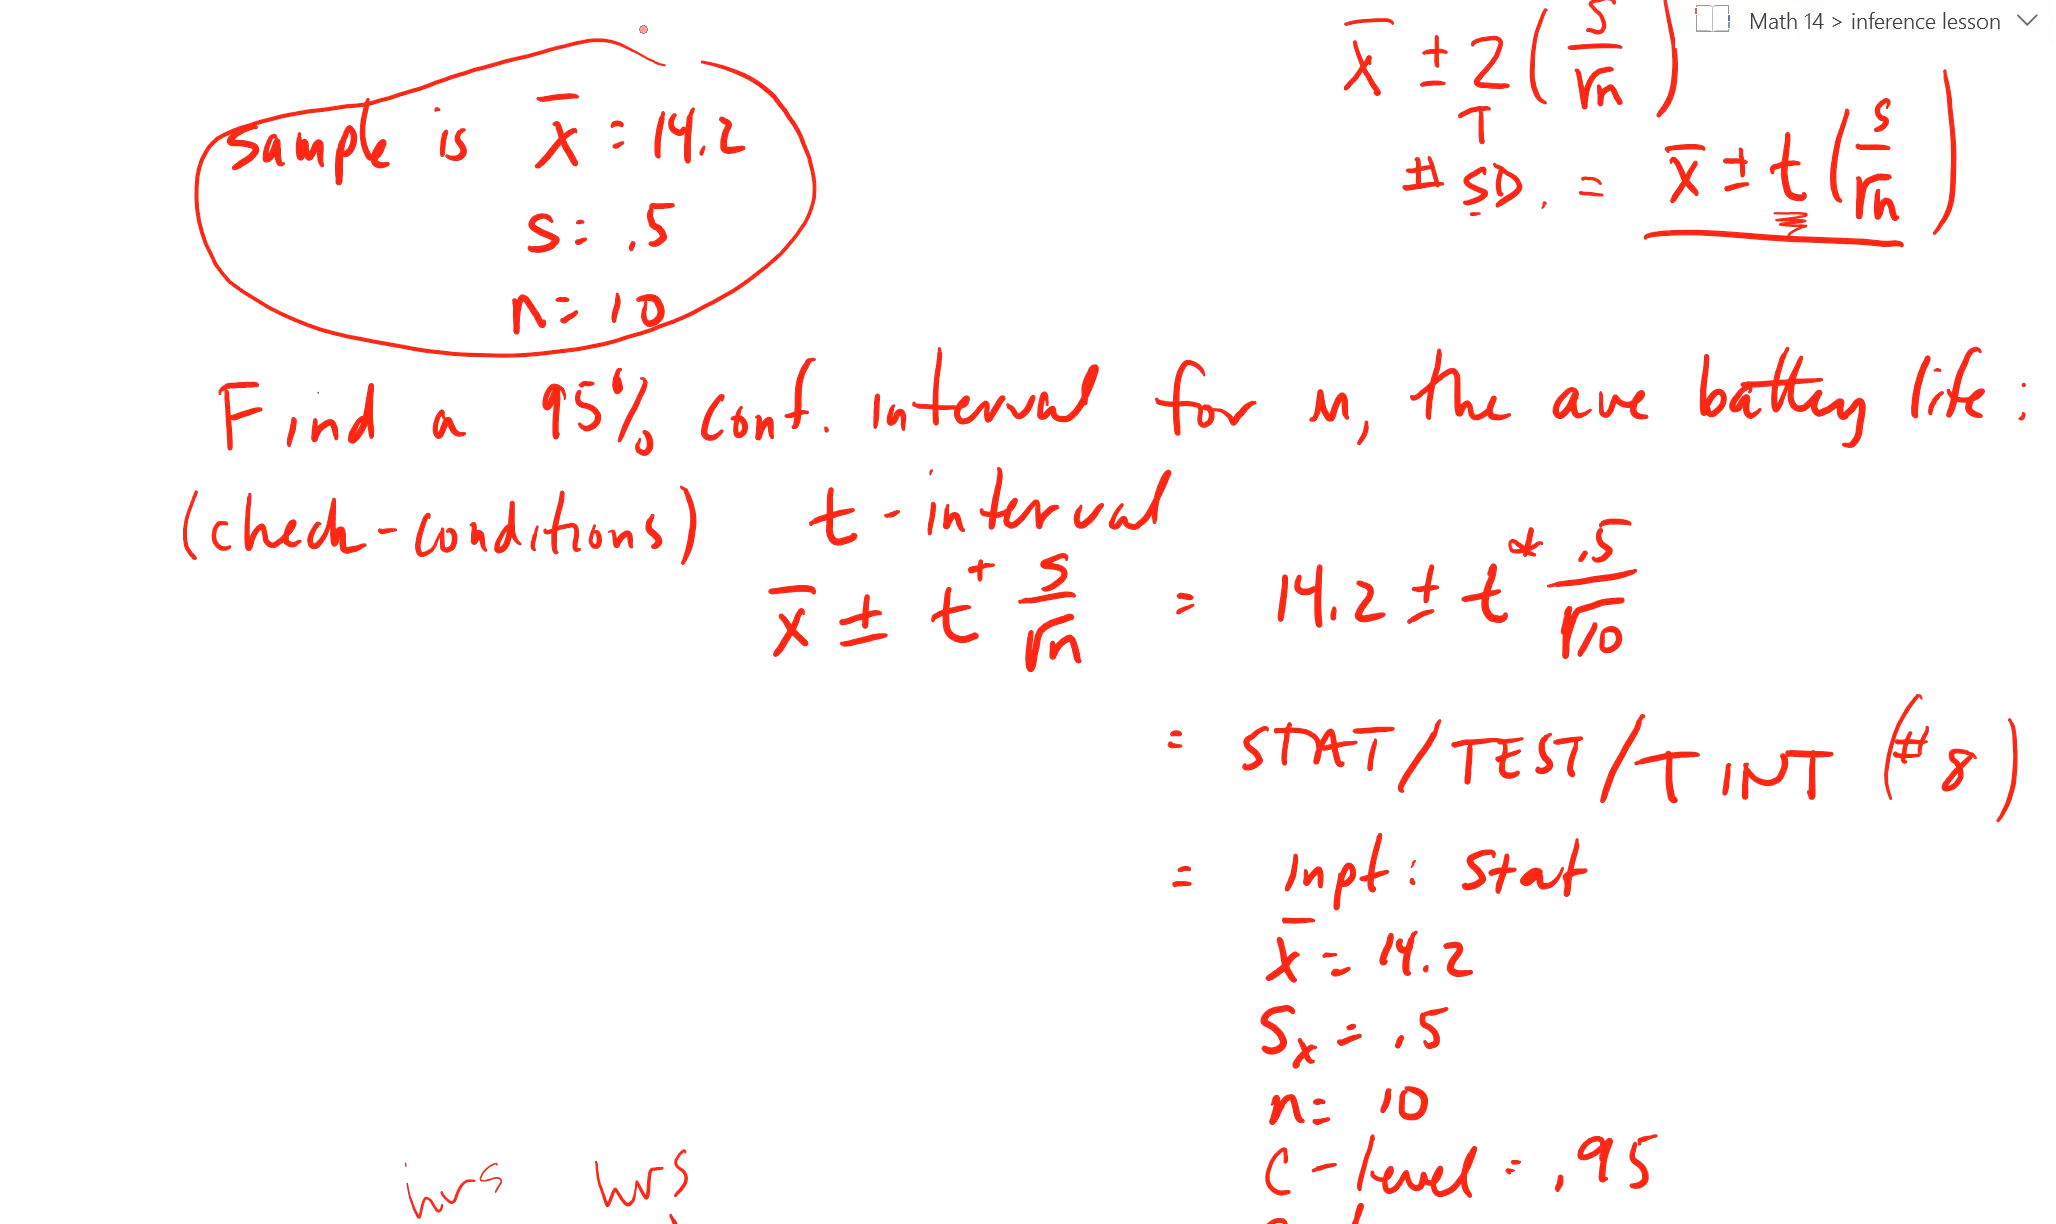 Math 14 > inference lesson
x̄ ± 2 (s/√n)
T
# SD. = x̄ ± t (s/√n)
sample is x̄ = 14.2
s = .5
n = 10
Find a 95% conf. interval for μ, the ave battery life:
(check-conditions) t-interval
x̄ ± t* s/√n = 14.2 ± t* .5/√10
= STAT/TEST/T INT (#8)
= Inpt: Stat
x̄ = 14.2
Sx = .5
n = 10
C-level = .95
hrs hrs